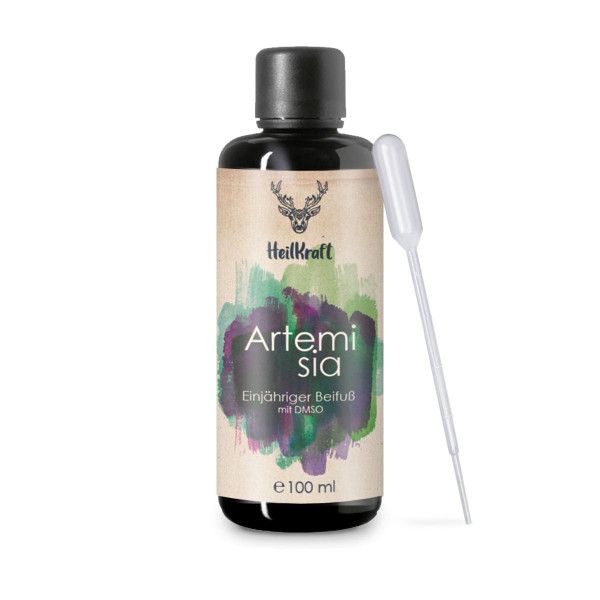 HeilKraft
Artemi
sia
Einjähriger Beifuß
mit DMSO
℮ 100 ml